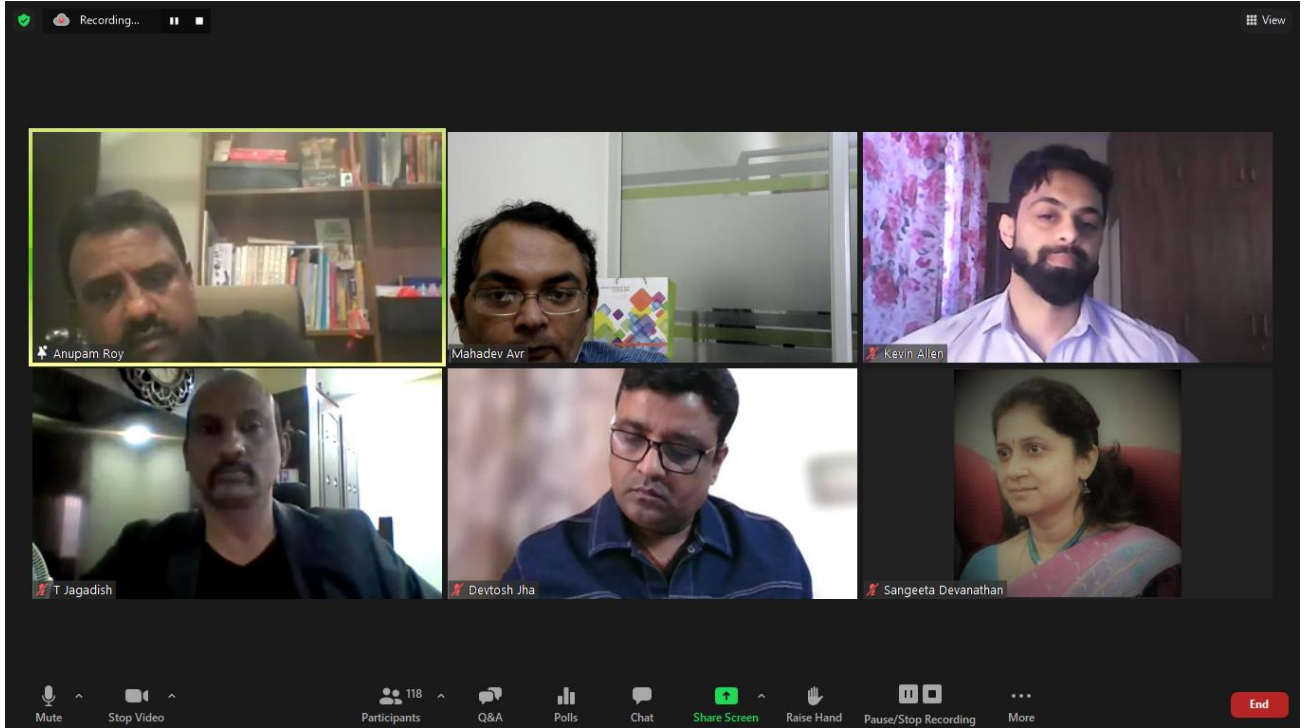 Recording...
View
Anupam Roy
Mahadev Avr
Kevin Allen
T Jagadish
Devtosh Jha
Sangeeta Devanathan
118
Mute
Stop Video
Participants
Q&A
Polls
Chat
Share Screen
Raise Hand
Pause/Stop Recording
More
End